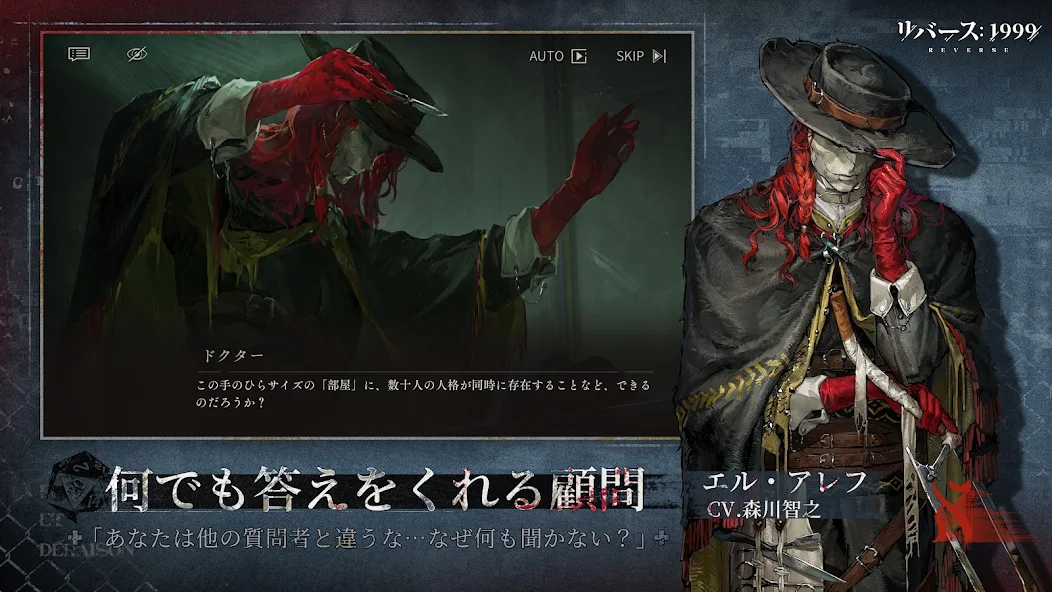 リバース: 1999
REVERSE
AUTO
SKIP
ドクター
この手のひらサイズの「部屋」に、数十人の人格が同時に存在することなど、できる
のだろうか？
何でも答えをくれる顧問
「あなたは他の質問者と違うな…なぜ何も聞かない？」
エル・アレフ
CV.森川智之
ET
DERAISON